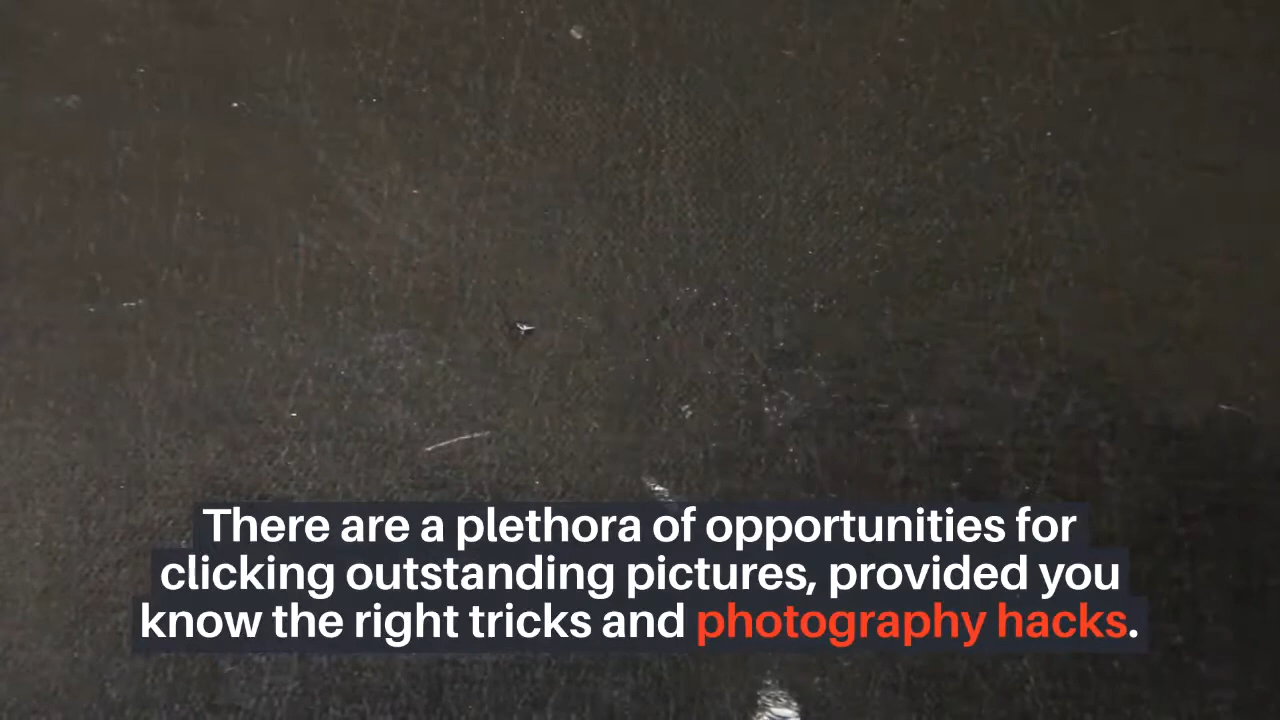 There are a plethora of opportunities for
clicking outstanding pictures, provided you
know the right tricks and photography hacks.